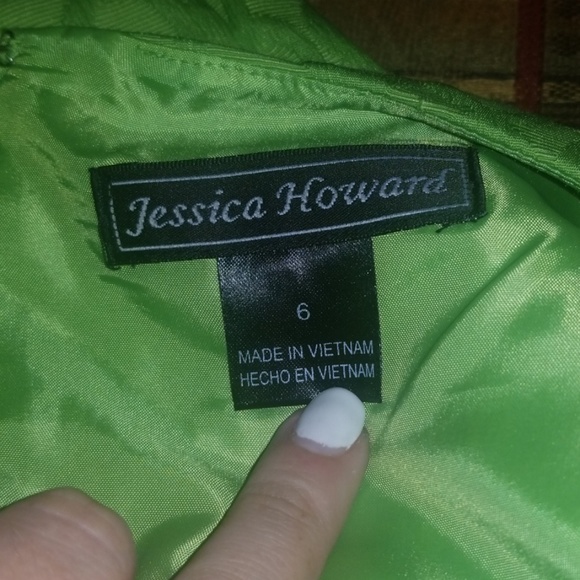 Jessica Howard
6
MADE IN VIETNAM
HECHO EN VIETNAM